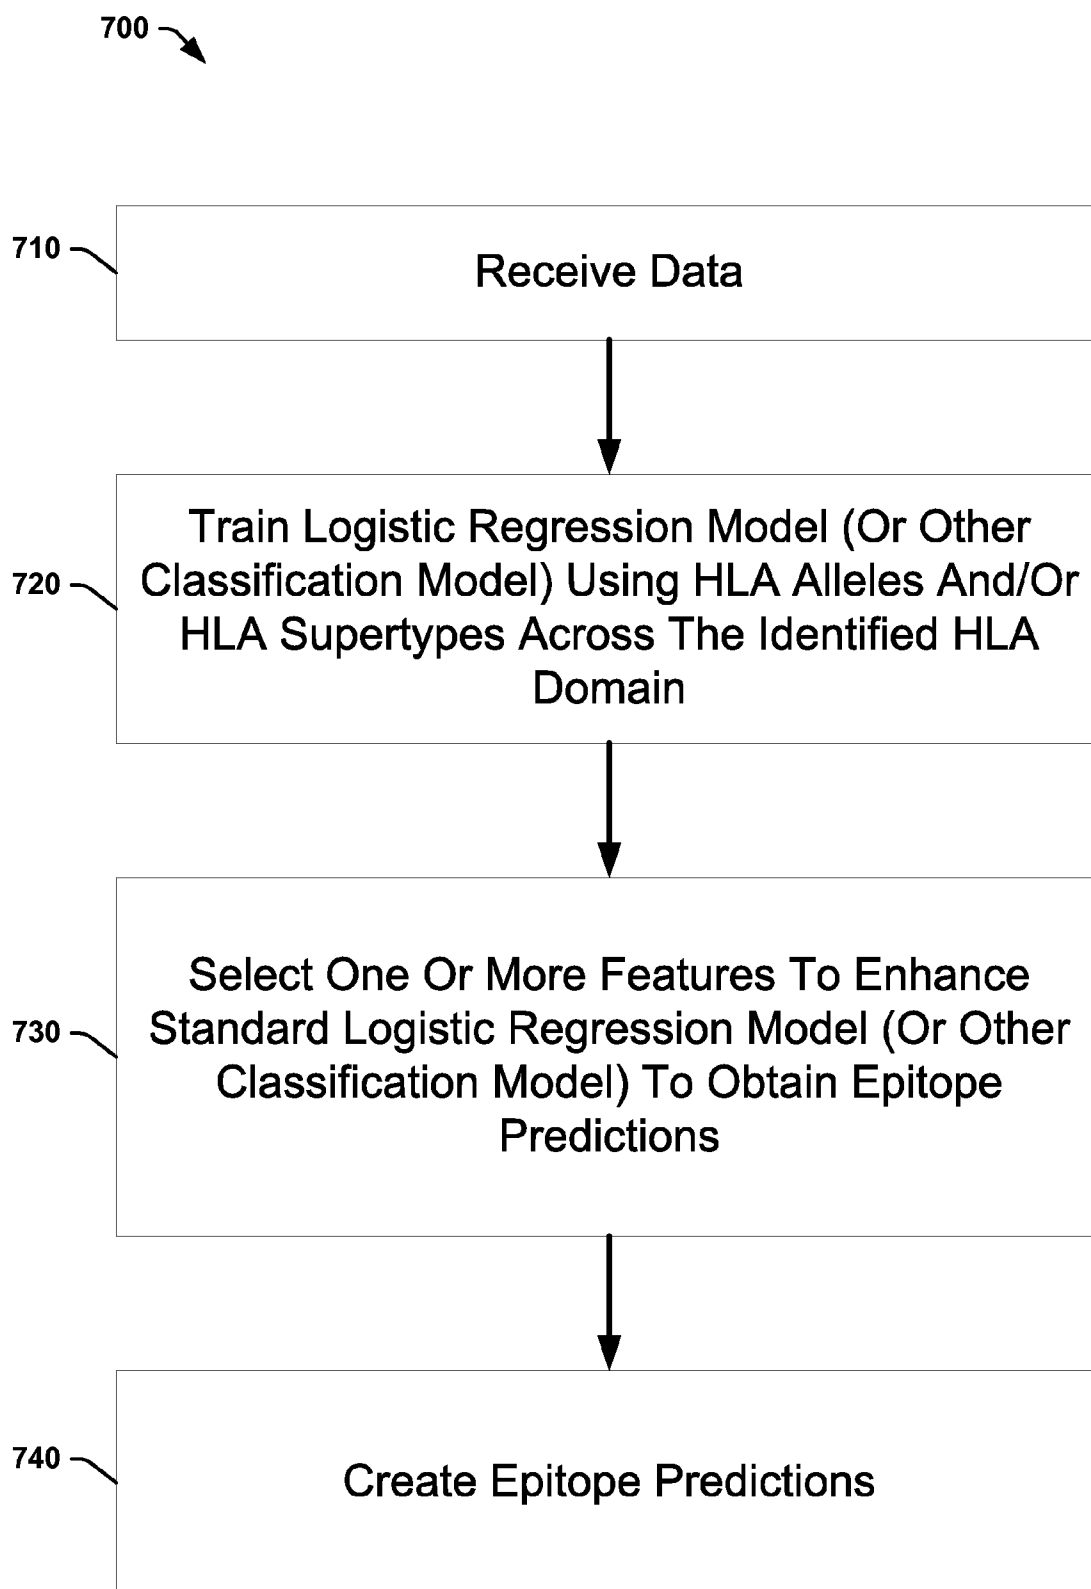 700
710
Receive Data
720
Train Logistic Regression Model (Or Other
Classification Model) Using HLA Alleles And/Or
HLA Supertypes Across The Identified HLA
Domain
730
Select One Or More Features To Enhance
Standard Logistic Regression Model (Or Other
Classification Model) To Obtain Epitope
Predictions
740
Create Epitope Predictions